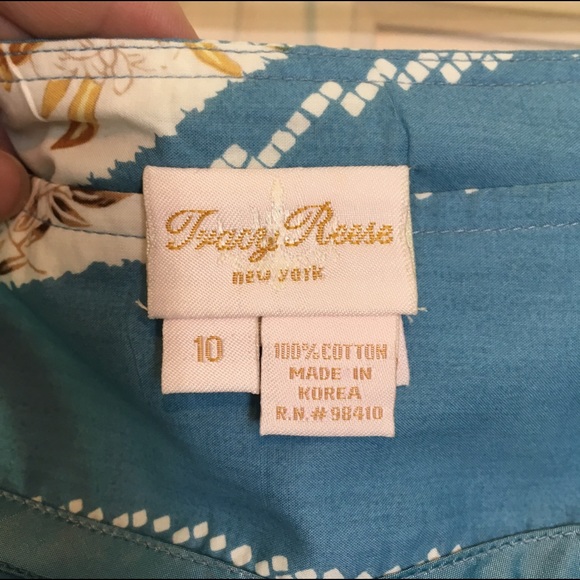 Tracy Reese
new york
10
100% COTTON
MADE IN
KOREA
R.N.# 98410